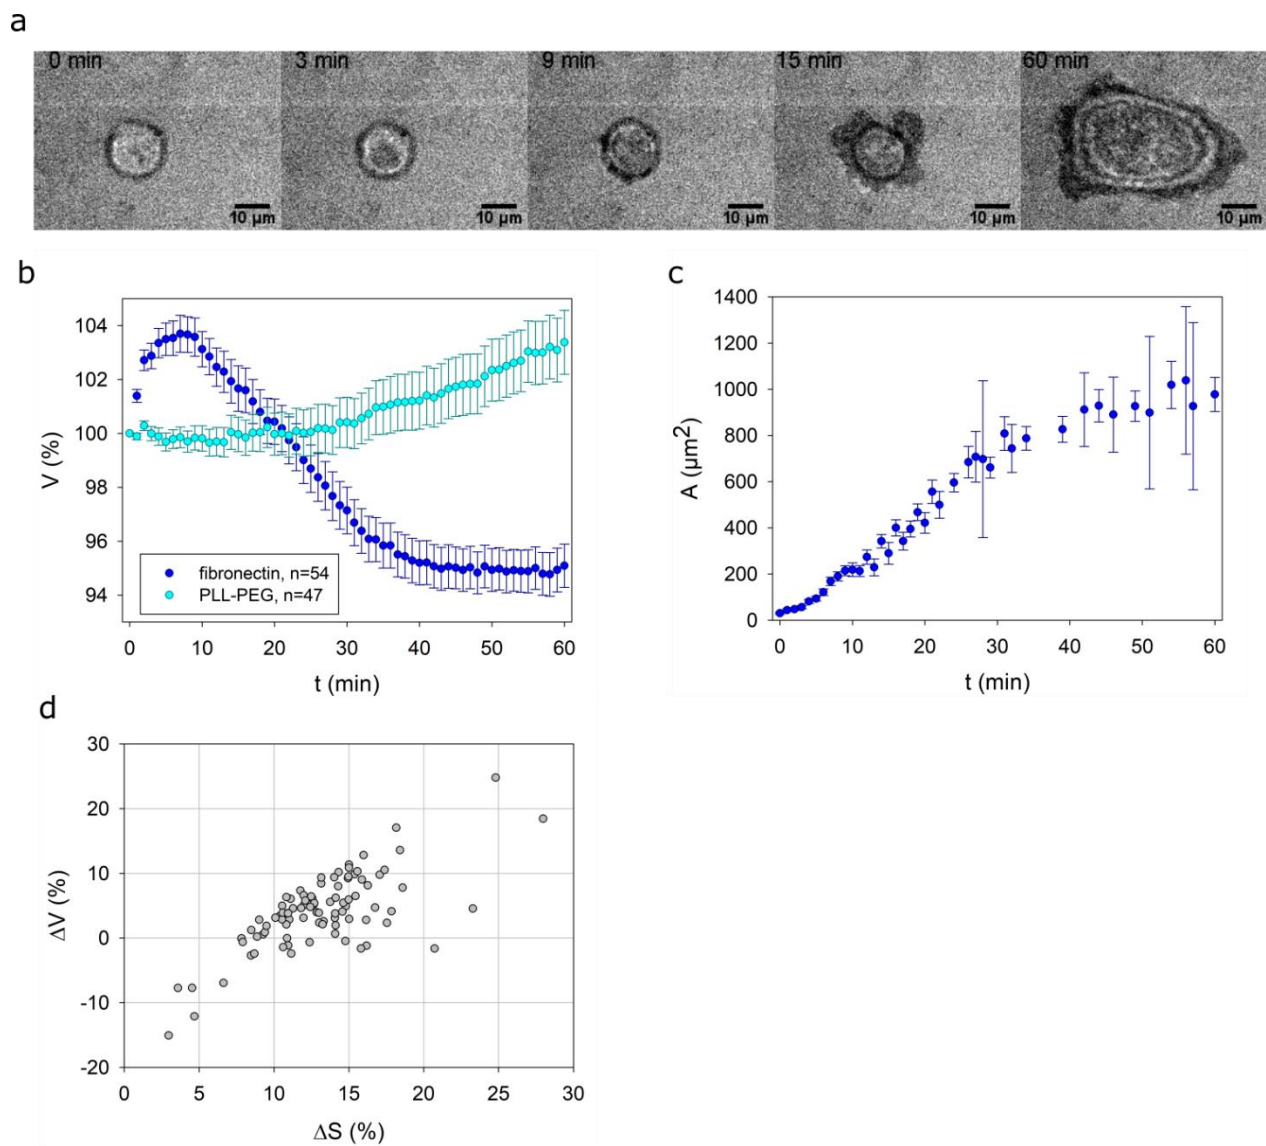 a
0 min 3 min 9 min 15 min 60 min
10 µm 10 µm 10 µm 10 µm 10 µm
b
104
102
100
98
96
94
V (%)
fibronectin, n=54
PLL-PEG, n=47
0 10 20 30 40 50 60
t (min)
c
1400
1200
1000
800
600
400
200
0
A (µm²)
0 10 20 30 40 50 60
t (min)
d
30
20
10
0
-10
-20
ΔV (%)
0 5 10 15 20 25 30
ΔS (%)